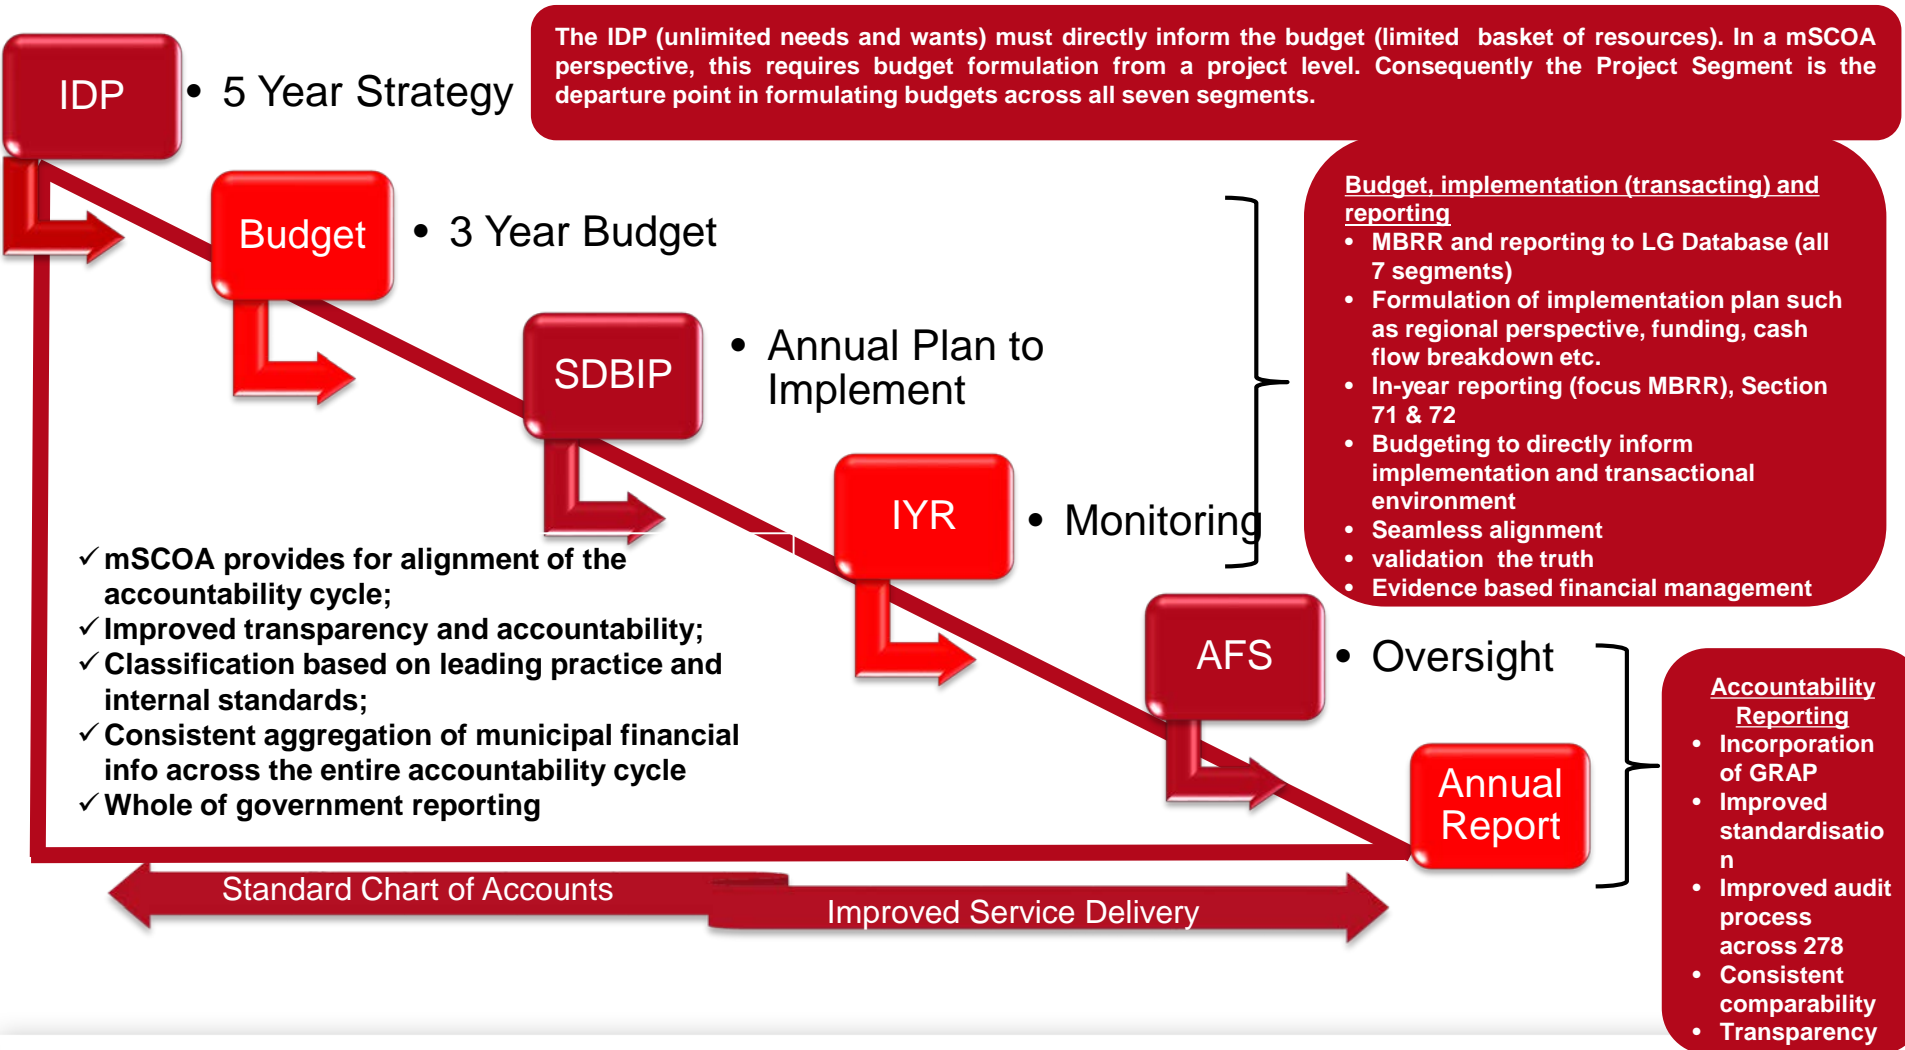 The IDP (unlimited needs and wants) must directly inform the budget (limited basket of resources). In a mSCOA
perspective, this requires budget formulation from a project level. Consequently the Project Segment is the
departure point in formulating budgets across all seven segments.
IDP
• 5 Year Strategy
Budget
• 3 Year Budget
SDBIP
• Annual Plan to
Implement
IYR
• Monitoring
AFS
• Oversight
Annual
Report
Budget, implementation (transacting) and
reporting
• MBRR and reporting to LG Database (all
7 segments)
• Formulation of implementation plan such
as regional perspective, funding, cash
flow breakdown etc.
• In-year reporting (focus MBRR), Section
71 & 72
• Budgeting to directly inform
implementation and transactional
environment
• Seamless alignment
• validation the truth
• Evidence based financial management
✓ mSCOA provides for alignment of the
accountability cycle;
✓ Improved transparency and accountability;
✓ Classification based on leading practice and
internal standards;
✓ Consistent aggregation of municipal financial
info across the entire accountability cycle
✓ Whole of government reporting
Accountability
Reporting
• Incorporation
of GRAP
• Improved
standardisatio
n
• Improved audit
process
across 278
• Consistent
comparability
• Transparency
Standard Chart of Accounts
Improved Service Delivery